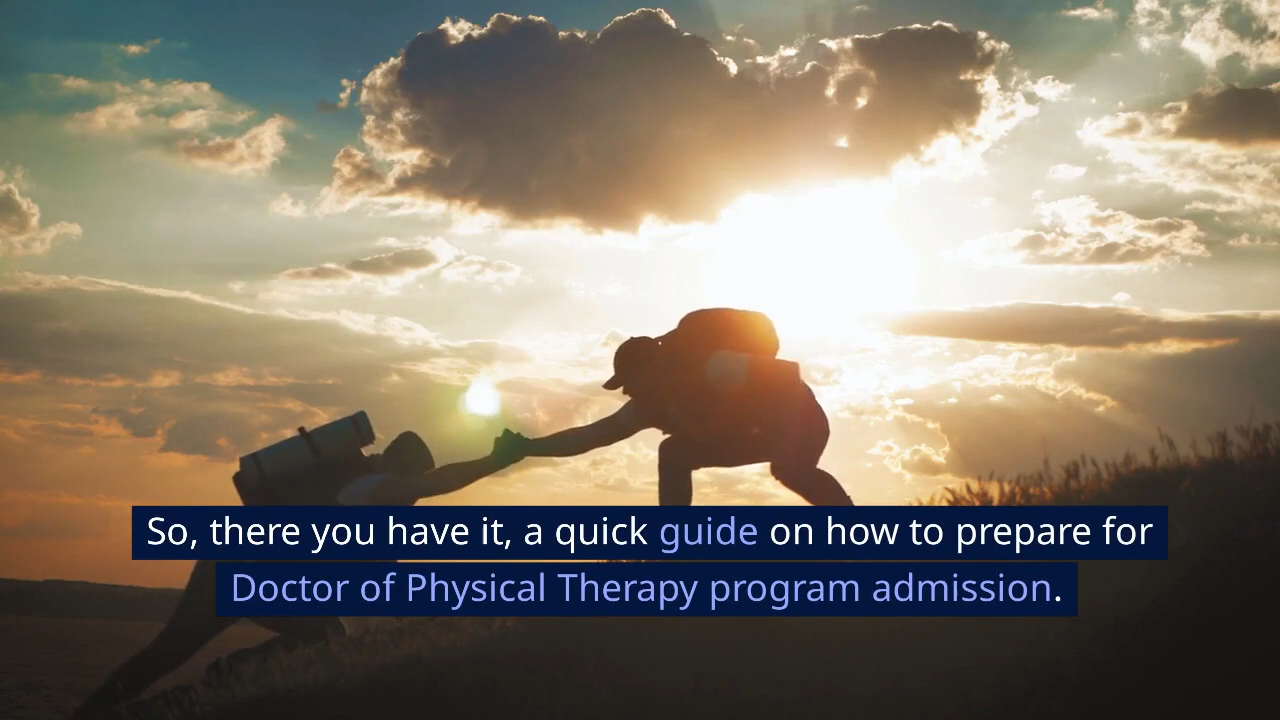 So, there you have it, a quick guide on how to prepare for
Doctor of Physical Therapy program admission.